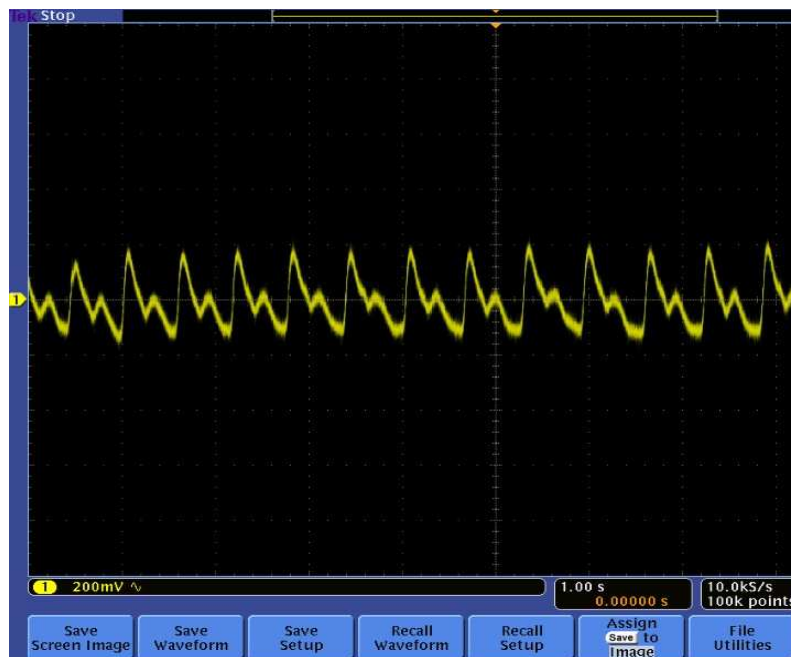 Tek Stop
1
1 200mV ∿
1.00 s
0.00000 s
10.0kS/s
100k points
Save
Screen Image
Save
Waveform
Save
Setup
Recall
Waveform
Recall
Setup
Assign
Save to
Image
File
Utilities